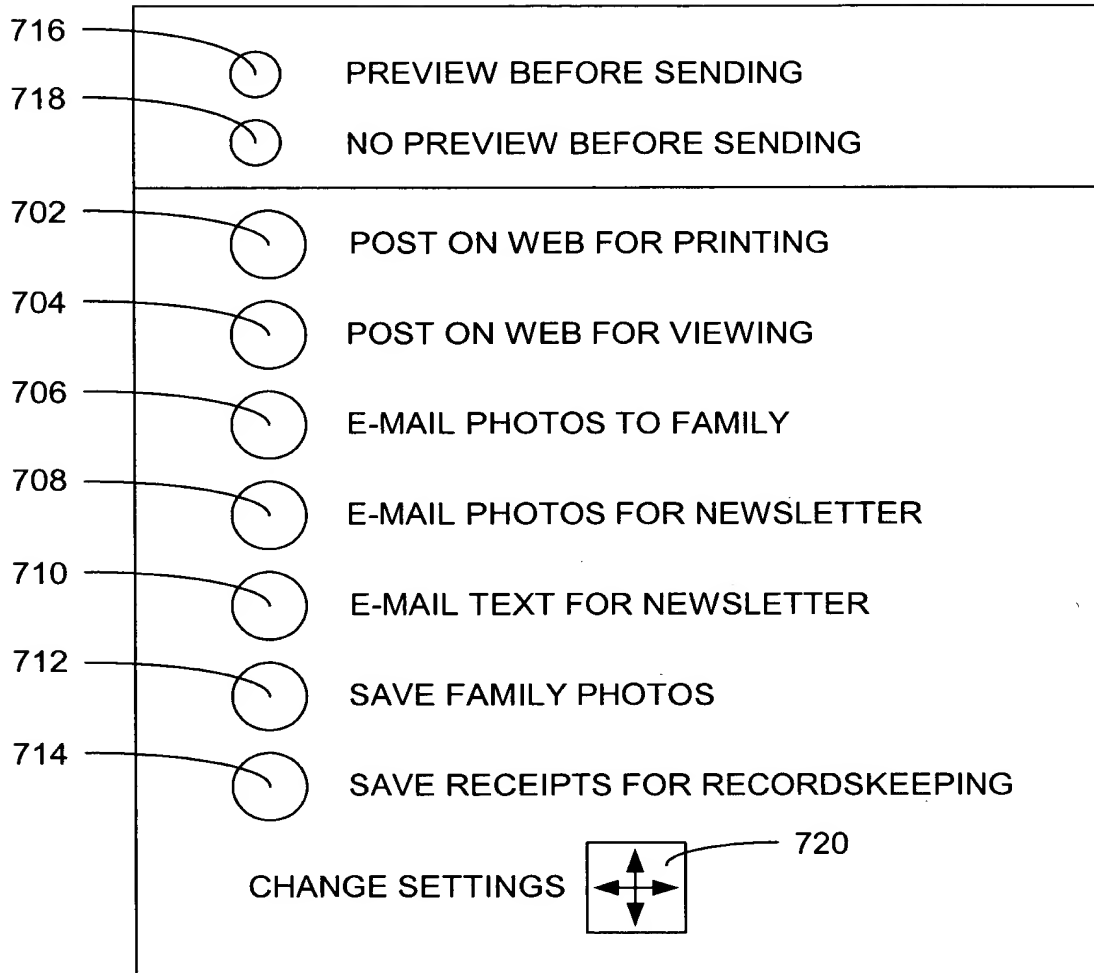 716 PREVIEW BEFORE SENDING
718 NO PREVIEW BEFORE SENDING
702 POST ON WEB FOR PRINTING
704 POST ON WEB FOR VIEWING
706 E-MAIL PHOTOS TO FAMILY
708 E-MAIL PHOTOS FOR NEWSLETTER
710 E-MAIL TEXT FOR NEWSLETTER
712 SAVE FAMILY PHOTOS
714 SAVE RECEIPTS FOR RECORDSKEEPING
720
CHANGE SETTINGS